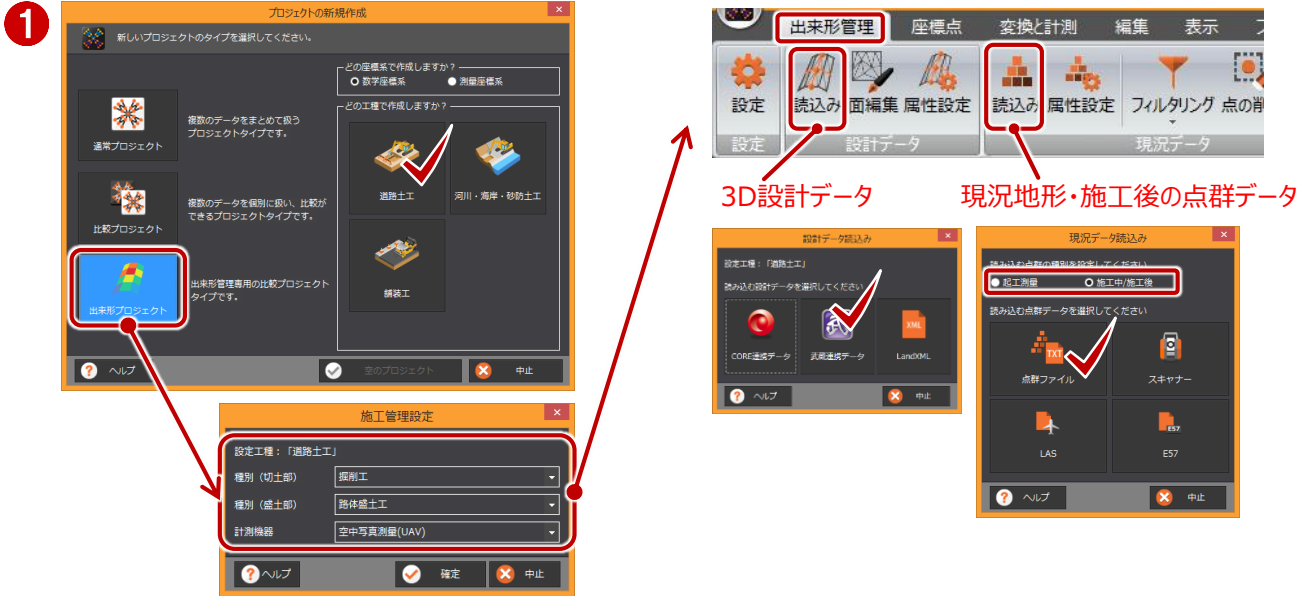 1
プロジェクトの新規作成
新しいプロジェクトのタイプを選択してください。
通常プロジェクト
複数のデータをまとめて扱う
プロジェクトタイプです。
比較プロジェクト
複数のデータを個別に扱い、比較が
できるプロジェクトタイプです。
出来形プロジェクト
出来形管理専用の比較プロジェクト
タイプです。
どの座標系で作成しますか?
数学座標系
測量座標系
どの工種で作成しますか?
道路土工
河川・海岸・砂防土工
舗装工
ヘルプ
空のプロジェクト
中止
施工管理設定
設定工種:「道路土工」
種別(切土部)
掘削工
種別(盛土部)
路体盛土工
計測機器
空中写真測量(UAV)
ヘルプ
確定
中止
出来形管理
座標点
変換と計測
編集
表示
設定
読込み
面編集
属性設定
読込み
属性設定
フィルタリング
点の削
設定
設計データ
現況データ
3D設計データ
現況地形・施工後の点群データ
設計データ読込み
設定工種:「道路土工」
読み込む設計データを選択してください
CORE連携データ
武
武蔵連携データ
XML
LandXML
ヘルプ
中止
現況データ読込み
読み込む点群の種別を設定してください
起工測量
施工中/施工後
読み込む点群データを選択してください
TXT
点群ファイル
スキャナー
LAS
E57
E57
ヘルプ
中止